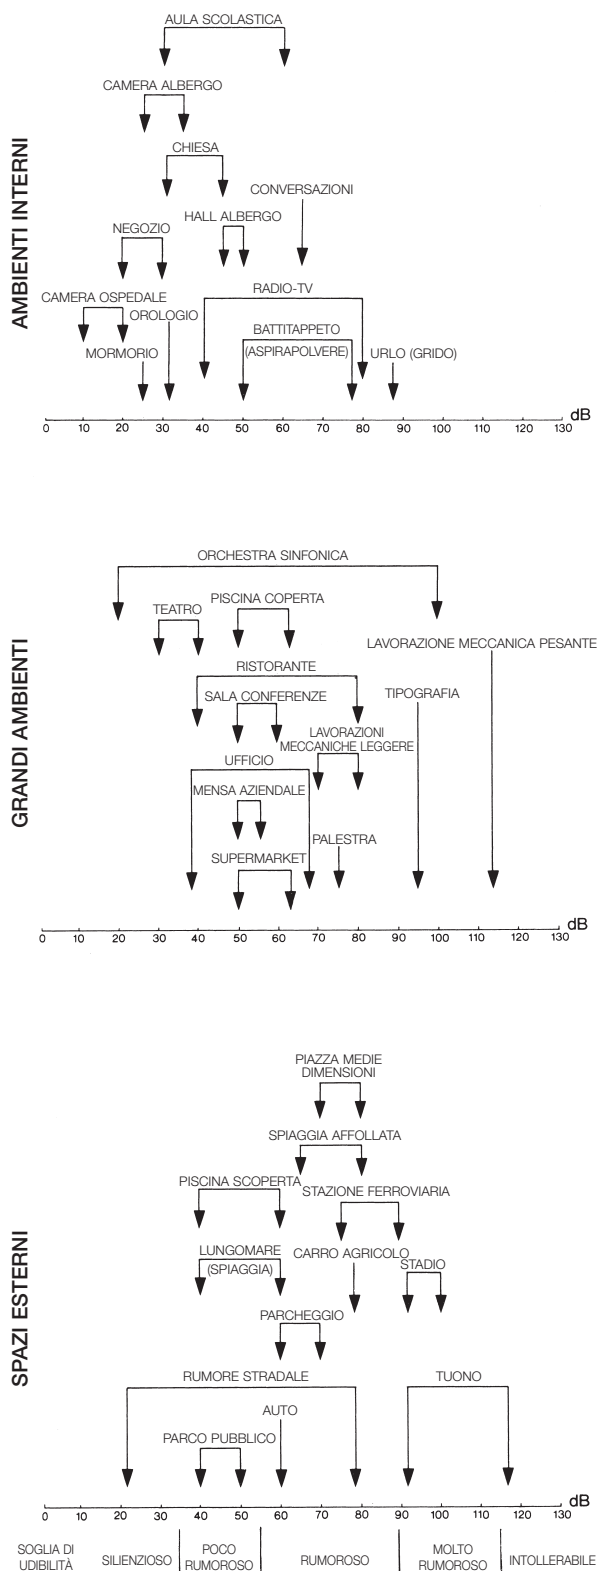 AMBIENTI INTERNI
AULA SCOLASTICA
CAMERA ALBERGO
CHIESA
CONVERSAZIONI
HALL ALBERGO
NEGOZIO
CAMERA OSPEDALE
OROLOGIO
RADIO-TV
MORMORIO
BATTITAPPETO
(ASPIRAPOLVERE)
URLO (GRIDO)
dB
0 10 20 30 40 50 60 70 80 90 100 110 120 130
GRANDI AMBIENTI
ORCHESTRA SINFONICA
TEATRO
PISCINA COPERTA
LAVORAZIONE MECCANICA PESANTE
RISTORANTE
SALA CONFERENZE
TIPOGRAFIA
LAVORAZIONI
MECCANICHE LEGGERE
UFFICIO
MENSA AZIENDALE
PALESTRA
SUPERMARKET
dB
0 10 20 30 40 50 60 70 80 90 100 110 120 130
SPAZI ESTERNI
PIAZZA MEDIE
DIMENSIONI
SPIAGGIA AFFOLLATA
PISCINA SCOPERTA
STAZIONE FERROVIARIA
LUNGOMARE
(SPIAGGIA)
CARRO AGRICOLO
STADIO
PARCHEGGIO
RUMORE STRADALE
TUONO
AUTO
PARCO PUBBLICO
dB
0 10 20 30 40 50 60 70 80 90 100 110 120 130
SOGLIA DI
UDIBILITÀ
SILIENZIOSO
POCO
RUMOROSO
RUMOROSO
MOLTO
RUMOROSO
INTOLLERABILE